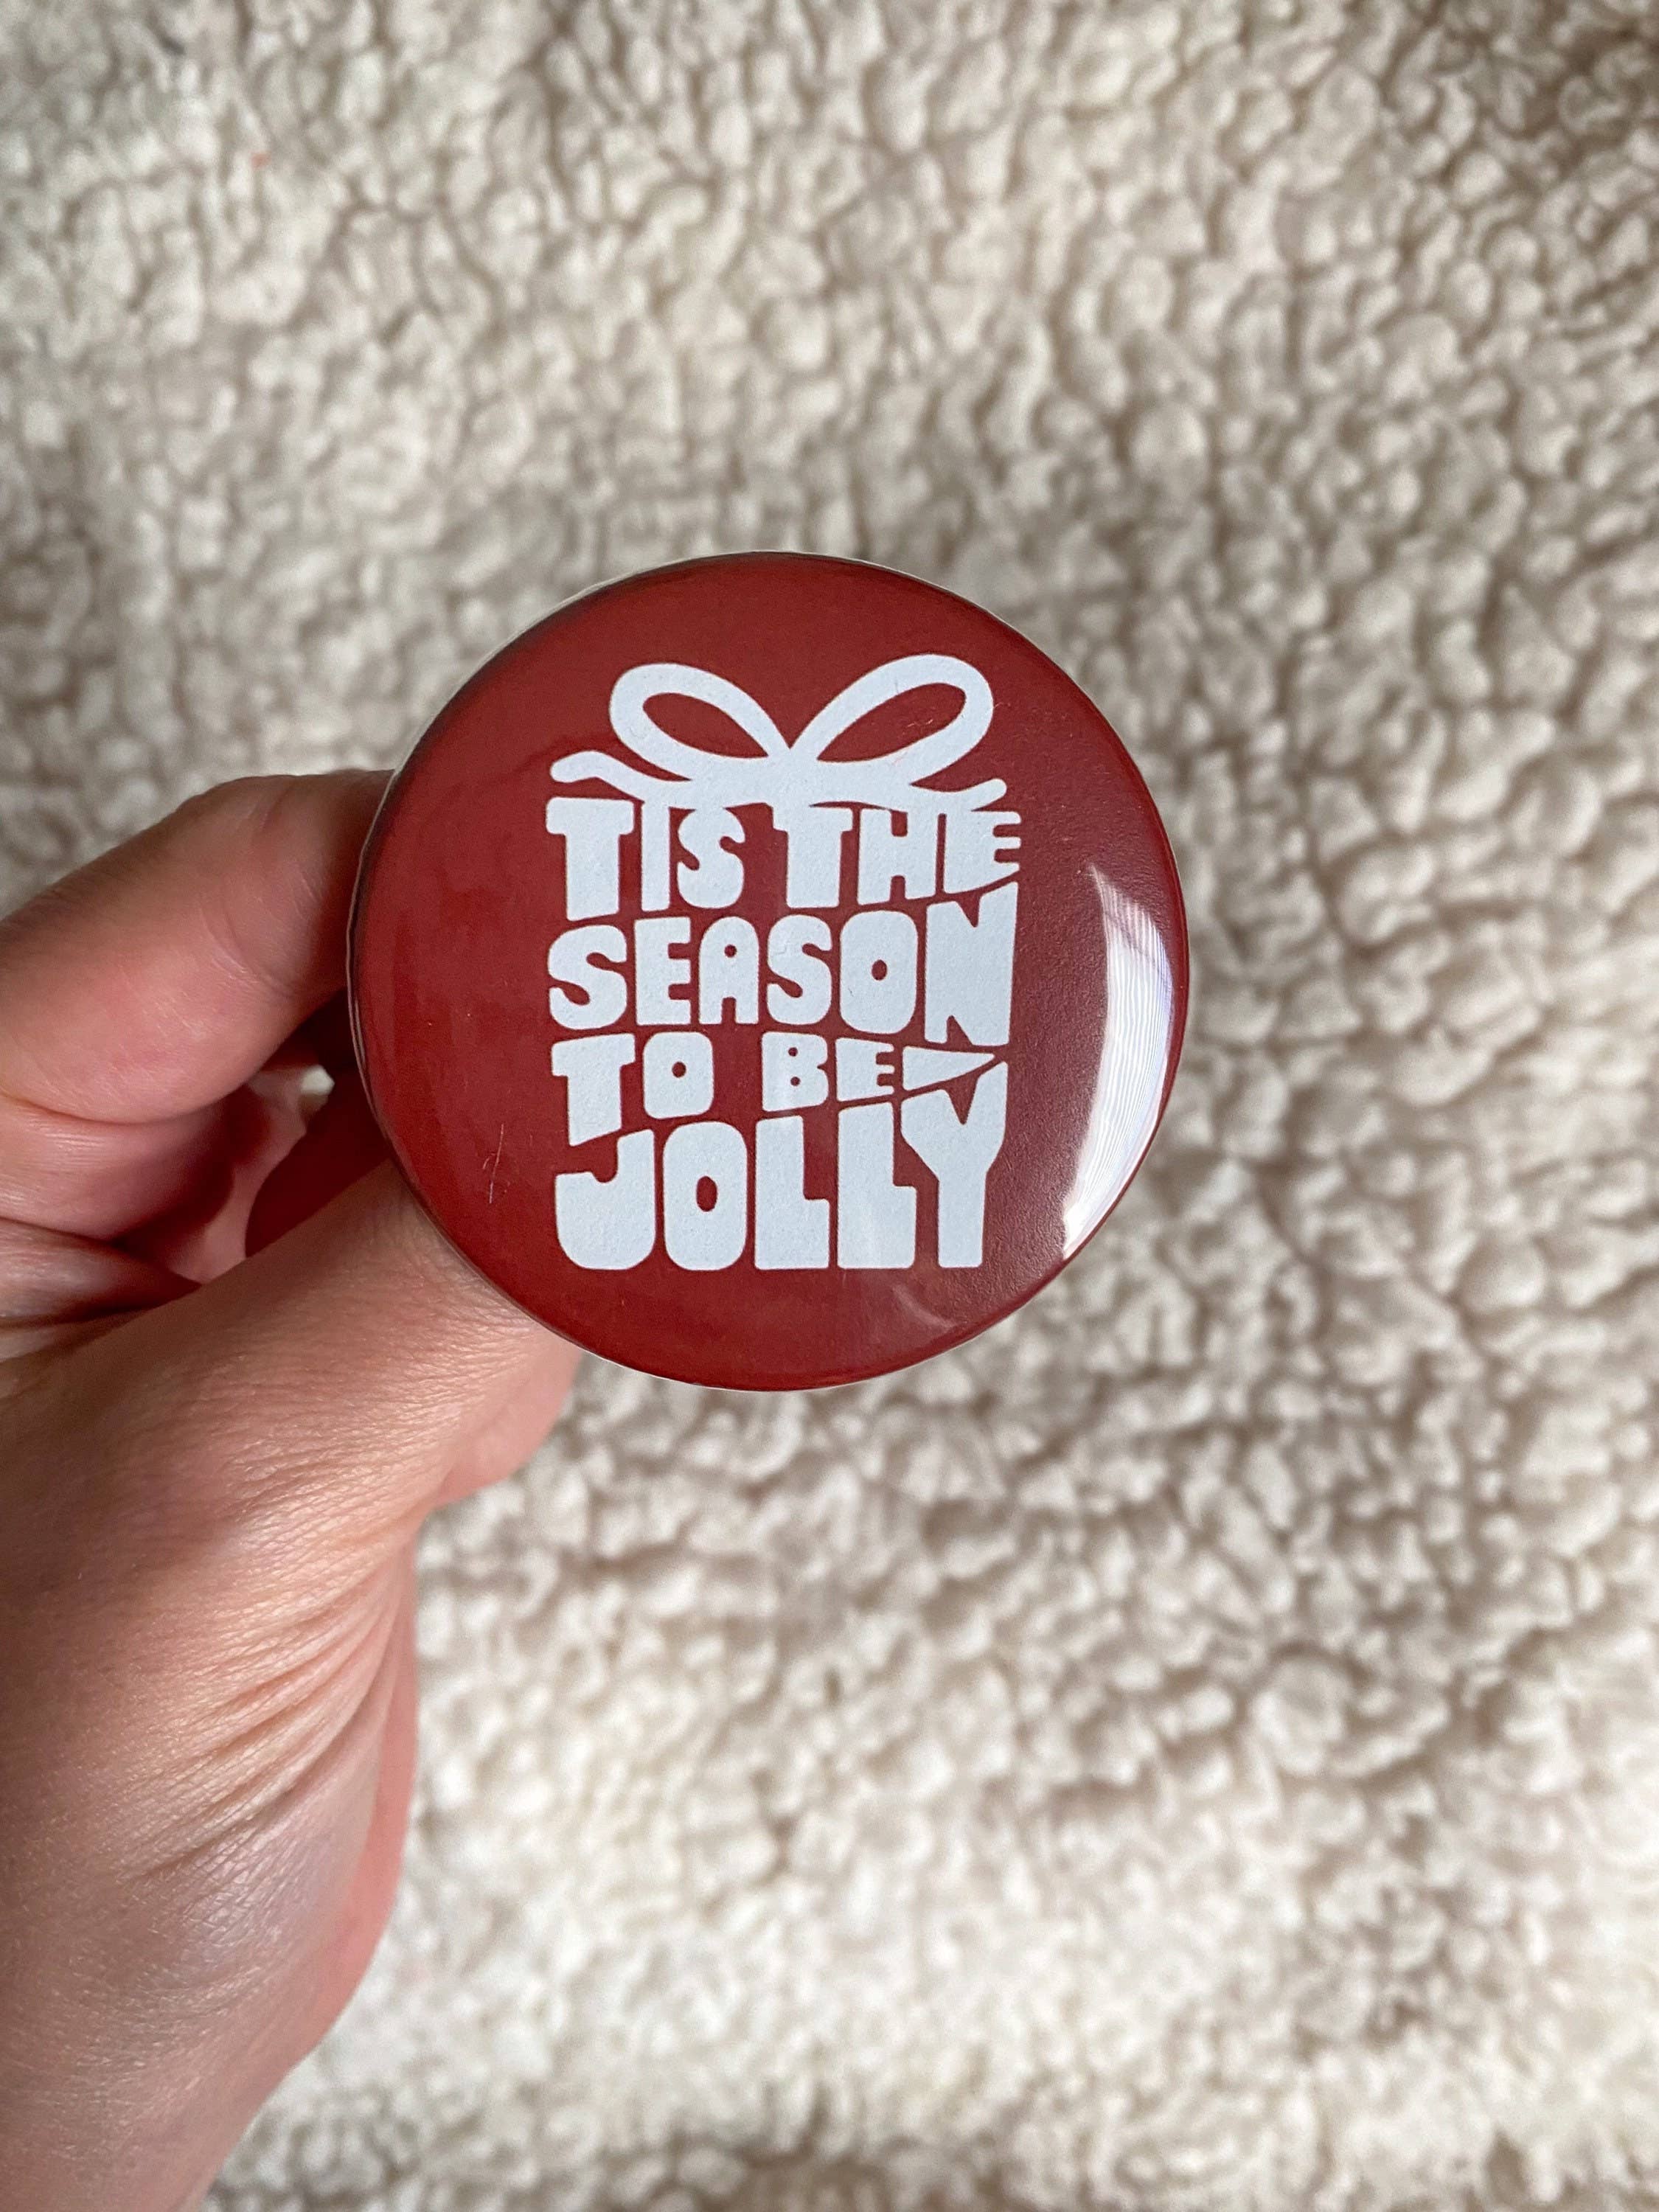 TIS THE
SEASON
TO BE
JOLLY